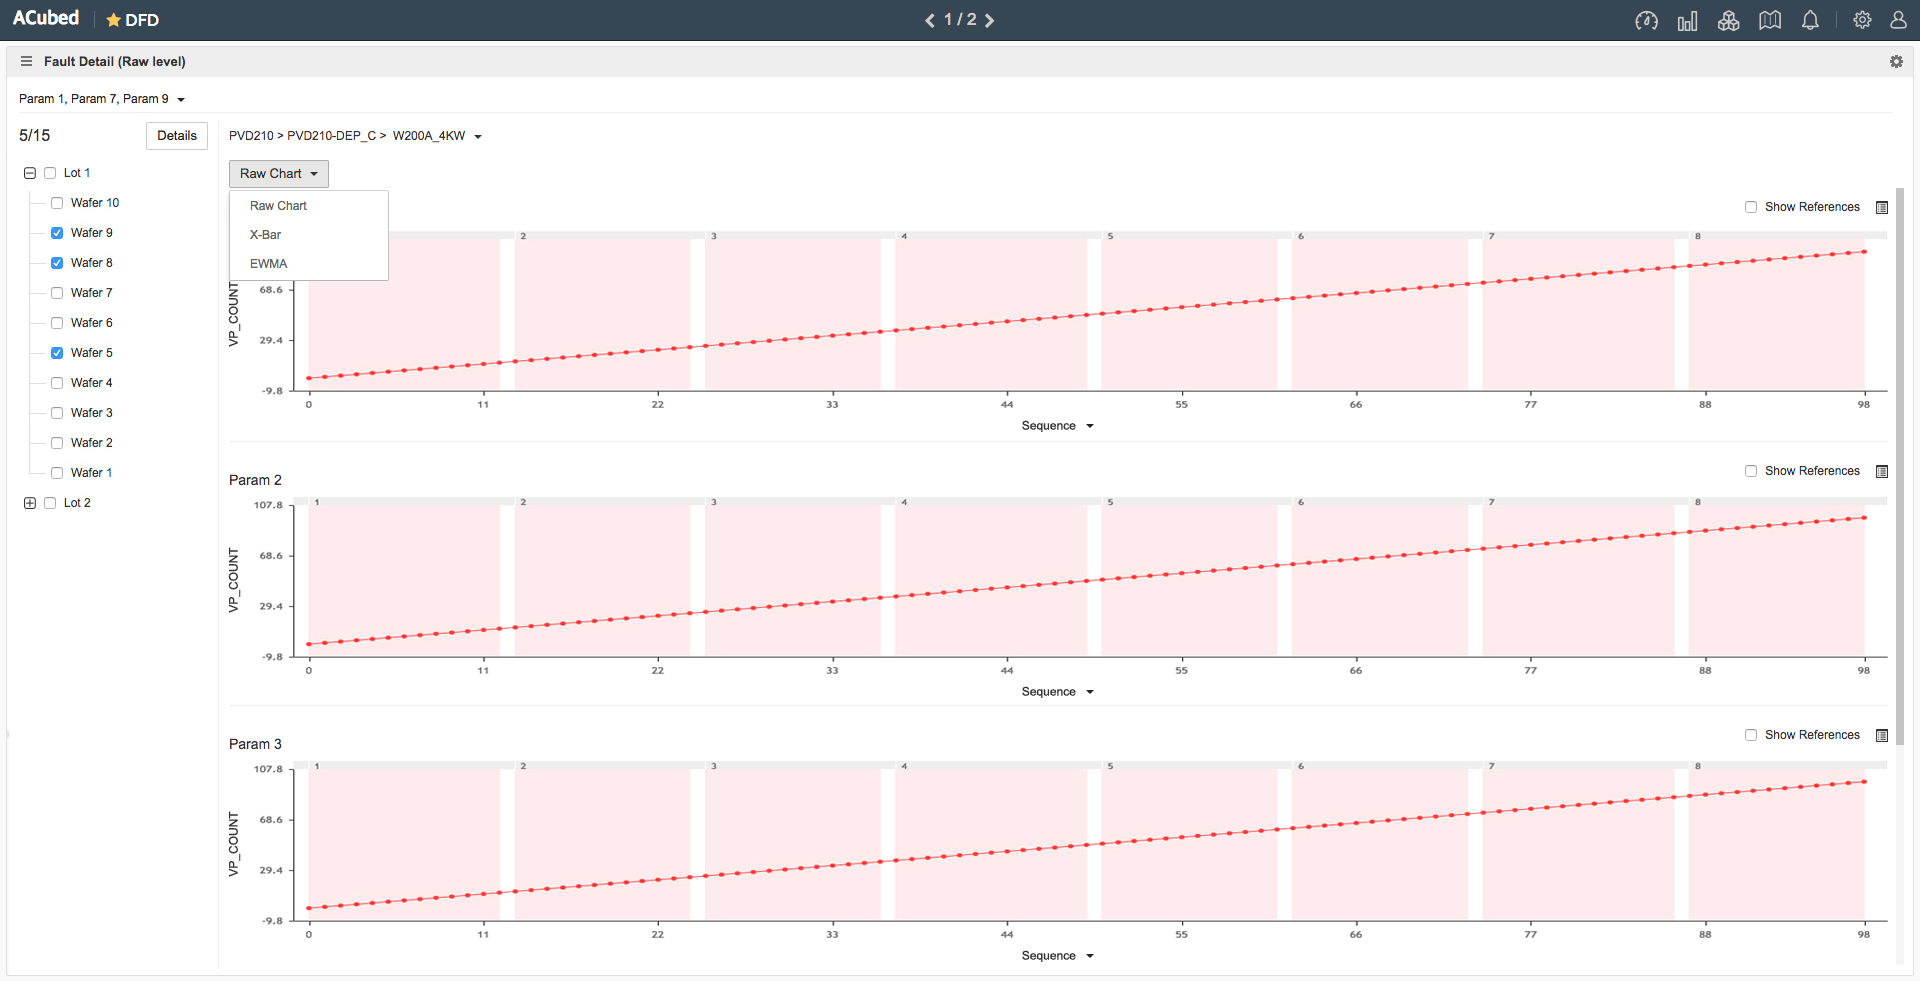 ACubed DFD 1 / 2
Fault Detail (Raw level)
Param 1, Param 7, Param 9
5/15 Details
PVD210 > PVD210-DEP_C > W200A_4KW
Lot 1
Wafer 10
Wafer 9
Wafer 8
Wafer 7
Wafer 6
Wafer 5
Wafer 4
Wafer 3
Wafer 2
Wafer 1
Lot 2
Raw Chart
Raw Chart
X-Bar
EWMA
Show References
2 3 4 5 6 7 8
VP_COUNT
68.6
29.4
-9.8
0 11 22 33 44 55 66 77 88 98
Sequence
Param 2
Show References
1 2 3 4 5 6 7 8
VP_COUNT
107.8
68.6
29.4
-9.8
0 11 22 33 44 55 66 77 88 98
Sequence
Param 3
Show References
1 2 3 4 5 6 7 8
VP_COUNT
107.8
68.6
29.4
-9.8
0 11 22 33 44 55 66 77 88 98
Sequence